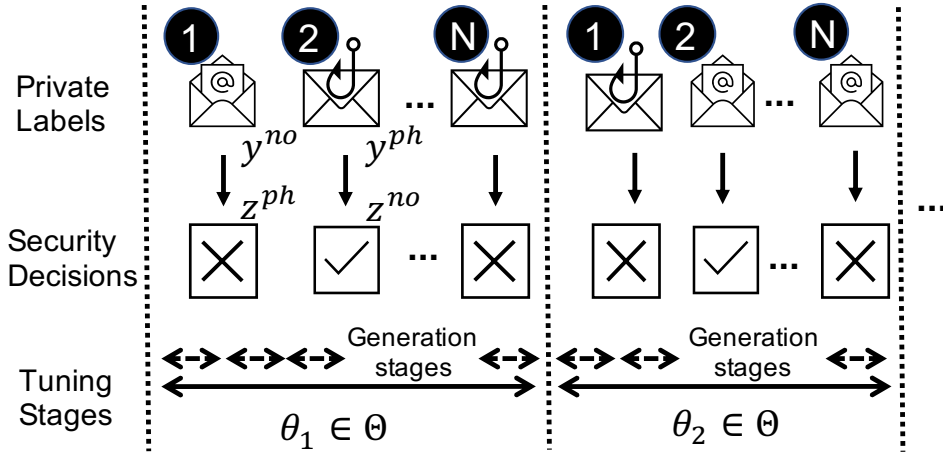 1 2 N 1 2 N
Private
Labels
@ ... @ ... @
y^{no} y^{ph}
z^{ph} z^{no}
...
Security
Decisions
... ...
Generation
stages
Generation
stages
Tuning
Stages
θ_1 ∈ Θ
θ_2 ∈ Θ